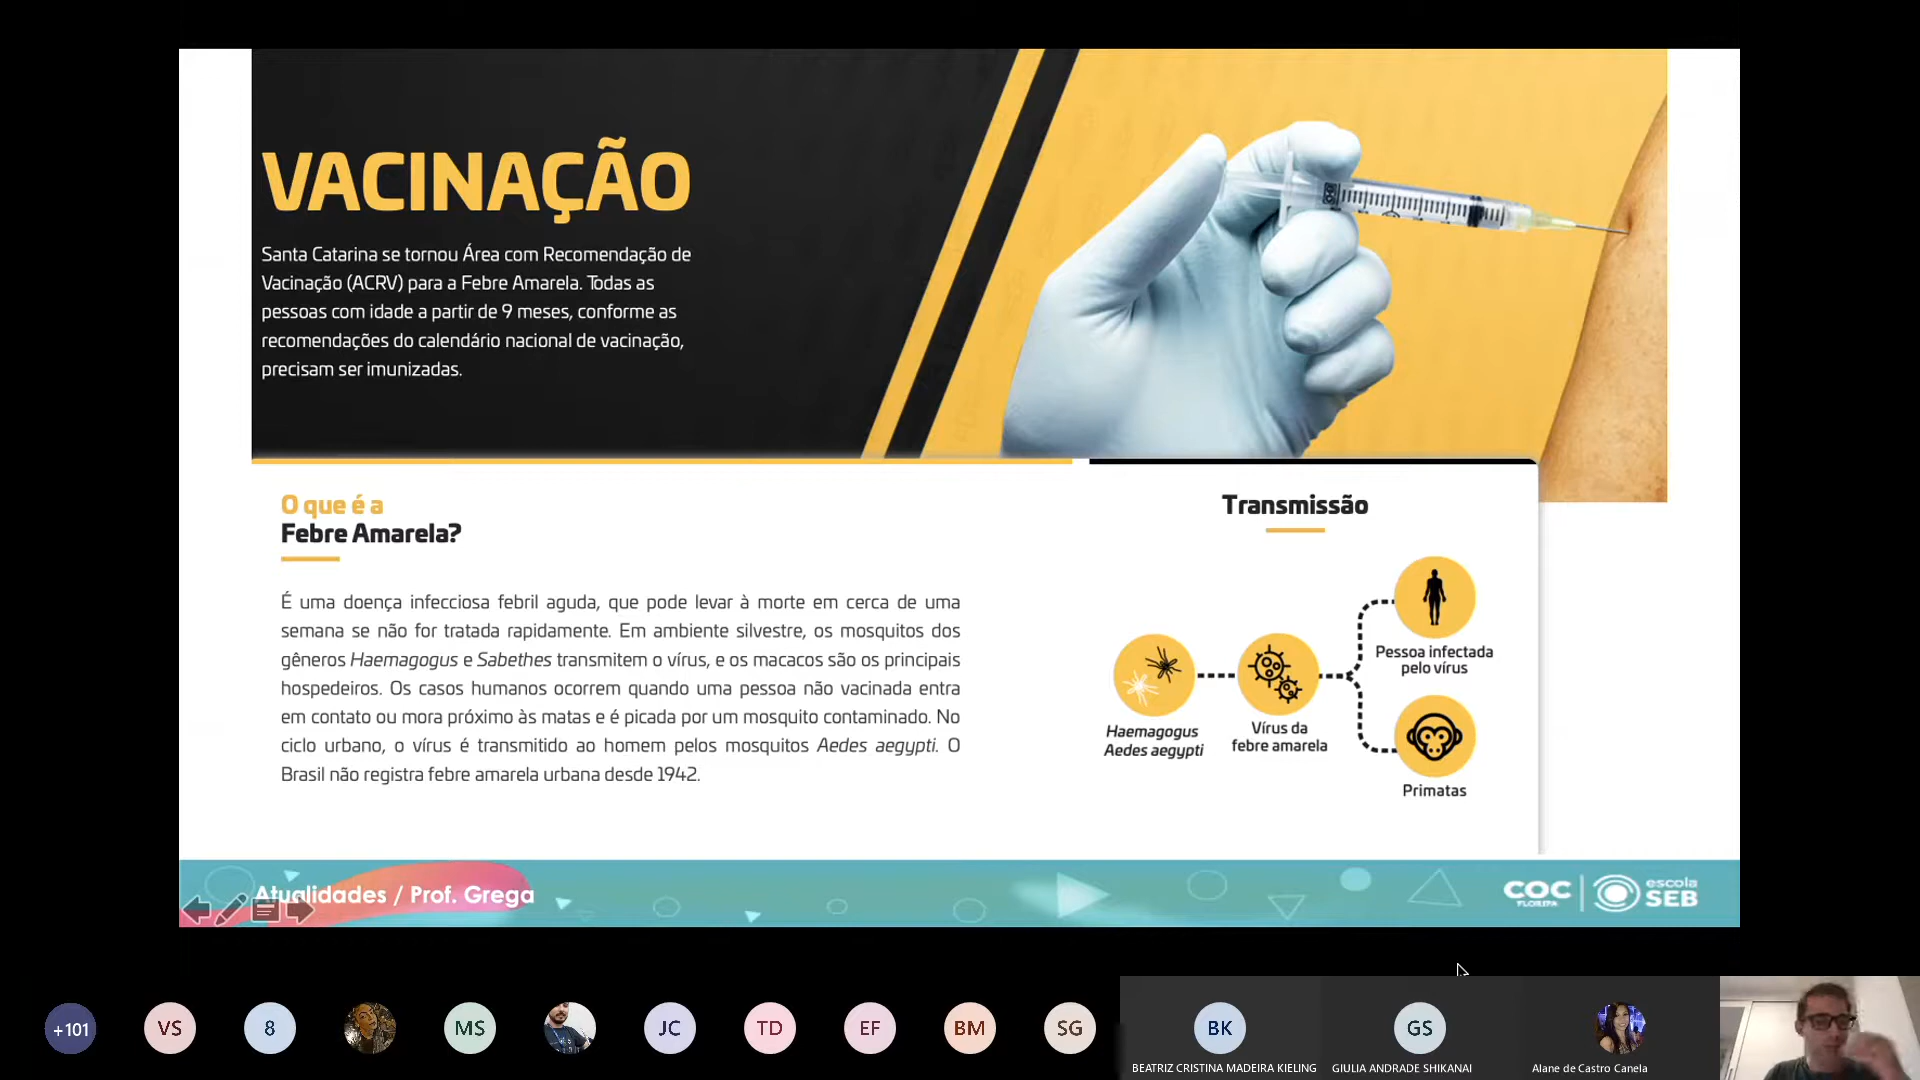 VACINAÇÃO
Santa Catarina se tornou Área com Recomendação de
Vacinação (ACRV) para a Febre Amarela. Todas as
pessoas com idade a partir de 9 meses, conforme as
recomendações do calendário nacional de vacinação,
precisam ser imunizadas.
O que é a
Febre Amarela?
É uma doença infecciosa febril aguda, que pode levar à morte em cerca de uma
semana se não for tratada rapidamente. Em ambiente silvestre, os mosquitos dos
gêneros Haemagogus e Sabethes transmitem o vírus, e os macacos são os principais
hospedeiros. Os casos humanos ocorrem quando uma pessoa não vacinada entra
em contato ou mora próximo às matas e é picada por um mosquito contaminado. No
ciclo urbano, o vírus é transmitido ao homem pelos mosquitos Aedes aegypti. O
Brasil não registra febre amarela urbana desde 1942.
Transmissão
Haemagogus
Aedes aegypti
Vírus da
febre amarela
Pessoa infectada
pelo vírus
Primatas
Atualidades / Prof. Grega
COC
FLORIPA
escola
SEB
+101
VS
8
MS
JC
TD
EF
BM
SG
BK
GS
BEATRIZ CRISTINA MADEIRA KIELING
GIULIA ANDRADE SHIKANAI
Alane de Castro Canela